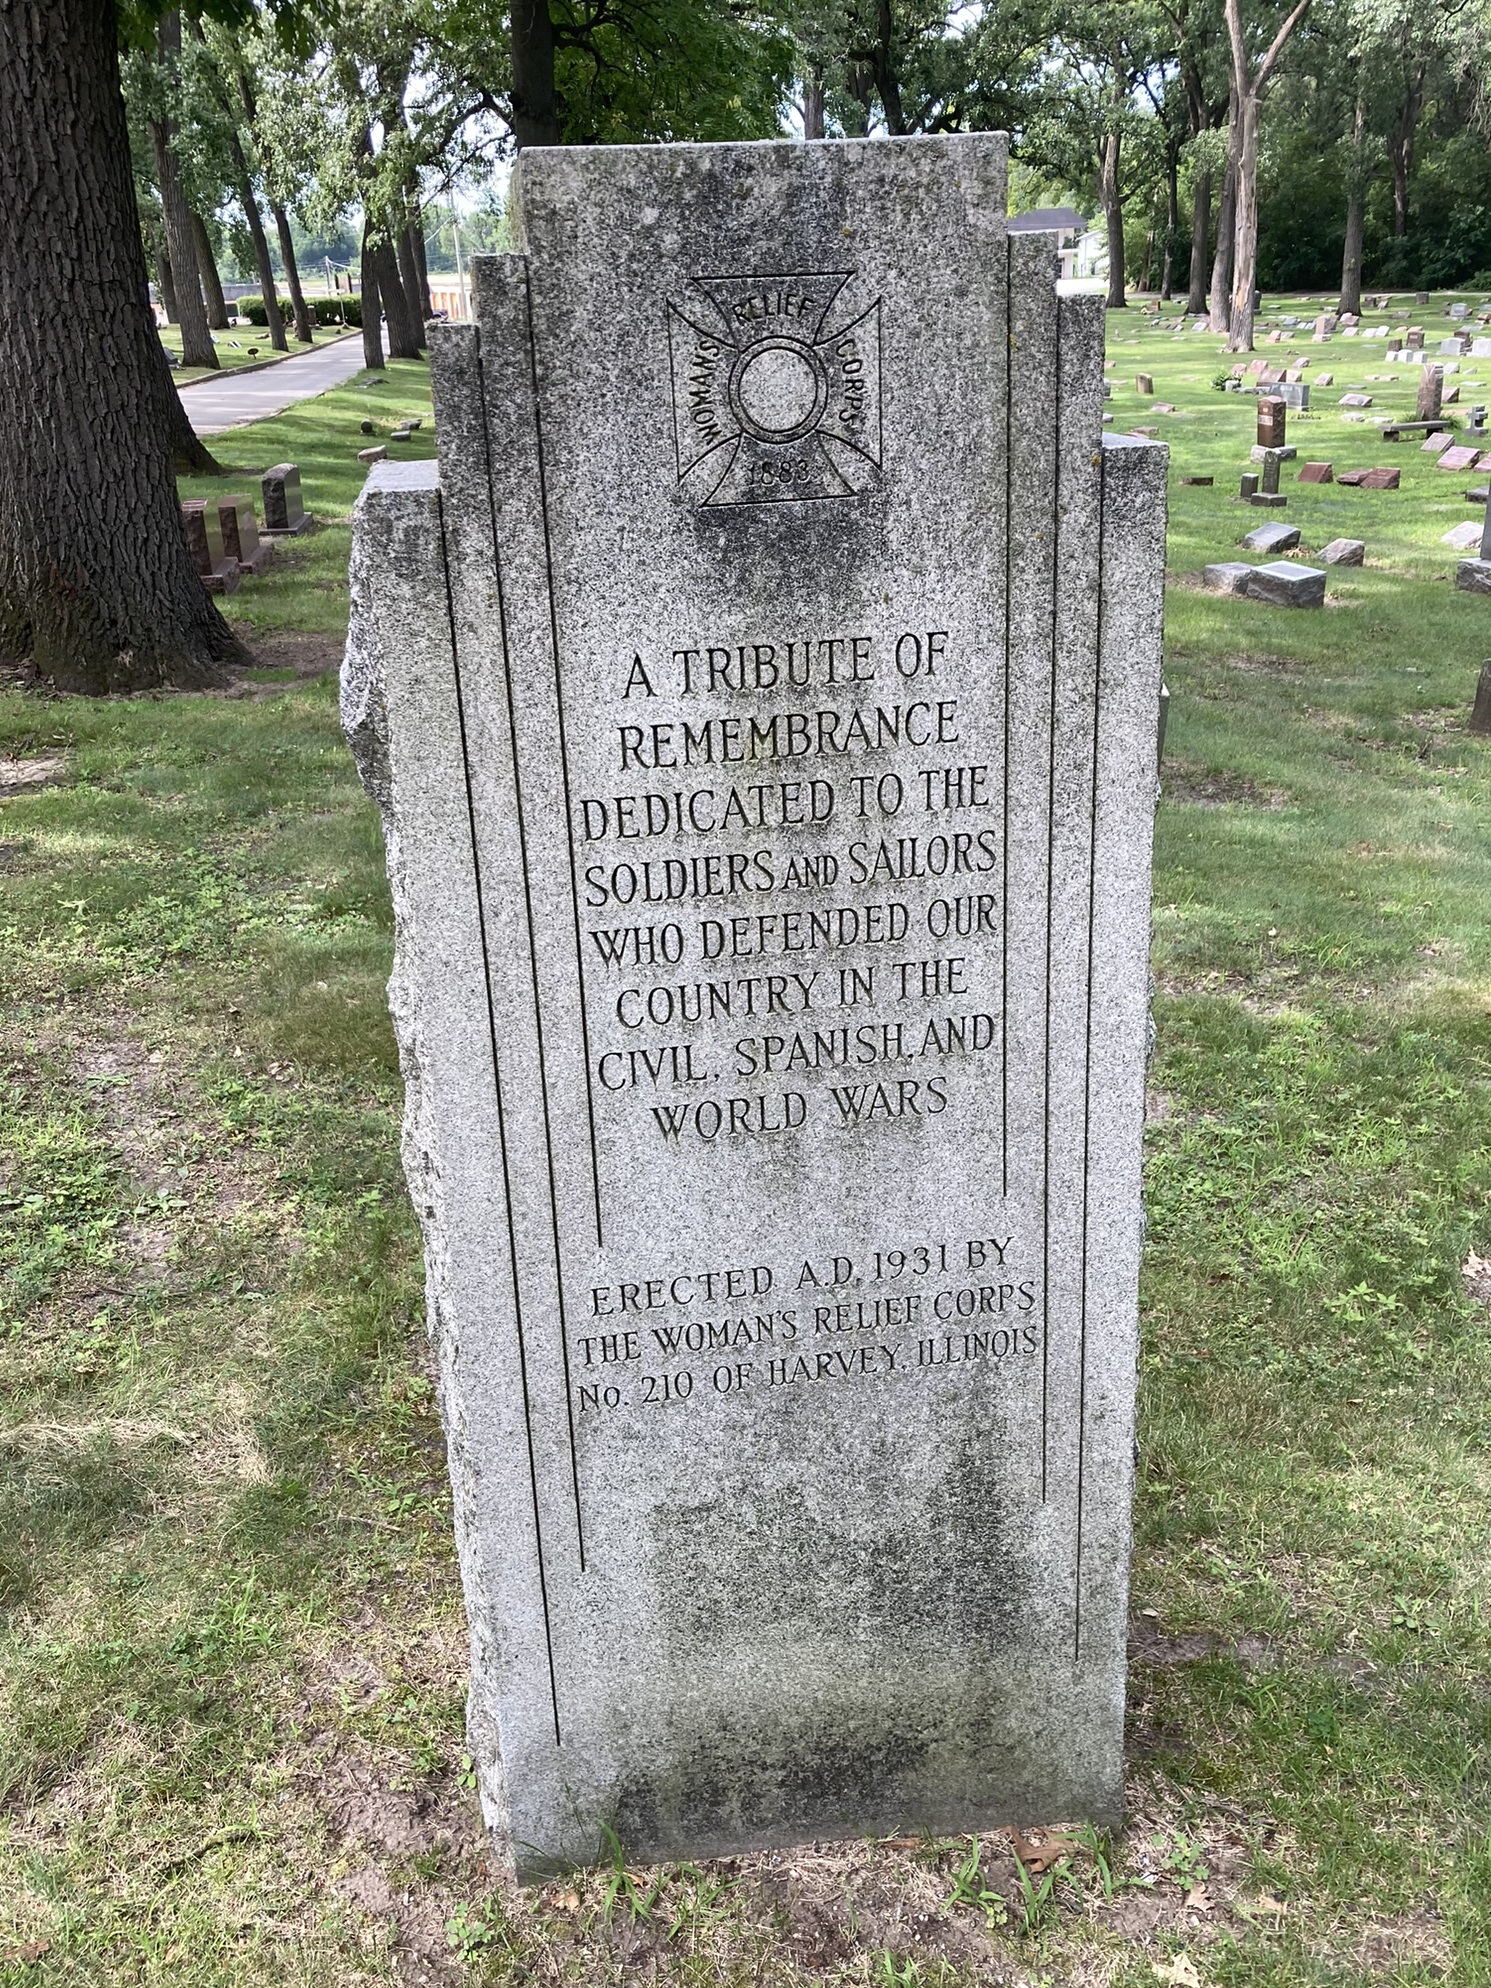 WOMAN'S RELIEF CORPS
1883
A TRIBUTE OF
REMEMBRANCE
DEDICATED TO THE
SOLDIERS AND SAILORS
WHO DEFENDED OUR
COUNTRY IN THE
CIVIL, SPANISH, AND
WORLD WARS
ERECTED A.D. 1931 BY
THE WOMAN'S RELIEF CORPS
No. 210 OF HARVEY, ILLINOIS